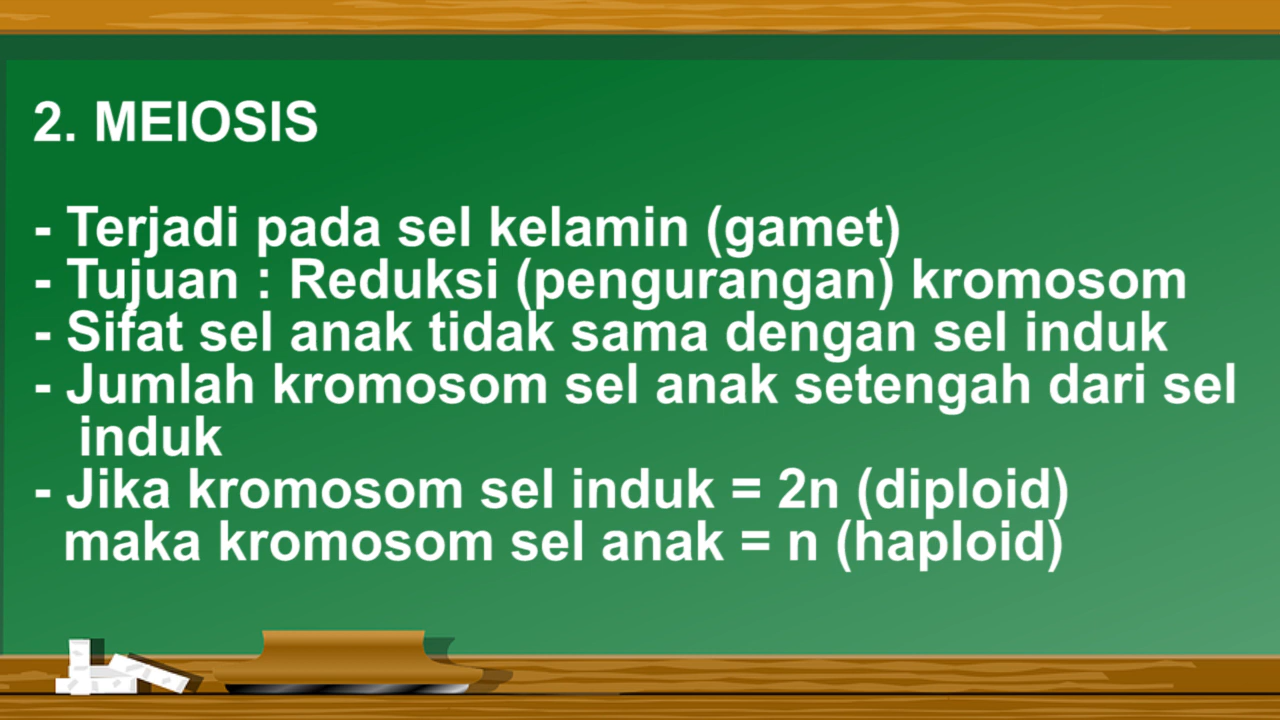 2. MEIOSIS
- Terjadi pada sel kelamin (gamet)
- Tujuan : Reduksi (pengurangan) kromosom
- Sifat sel anak tidak sama dengan sel induk
- Jumlah kromosom sel anak setengah dari sel
induk
- Jika kromosom sel induk = 2n (diploid)
maka kromosom sel anak = n (haploid)